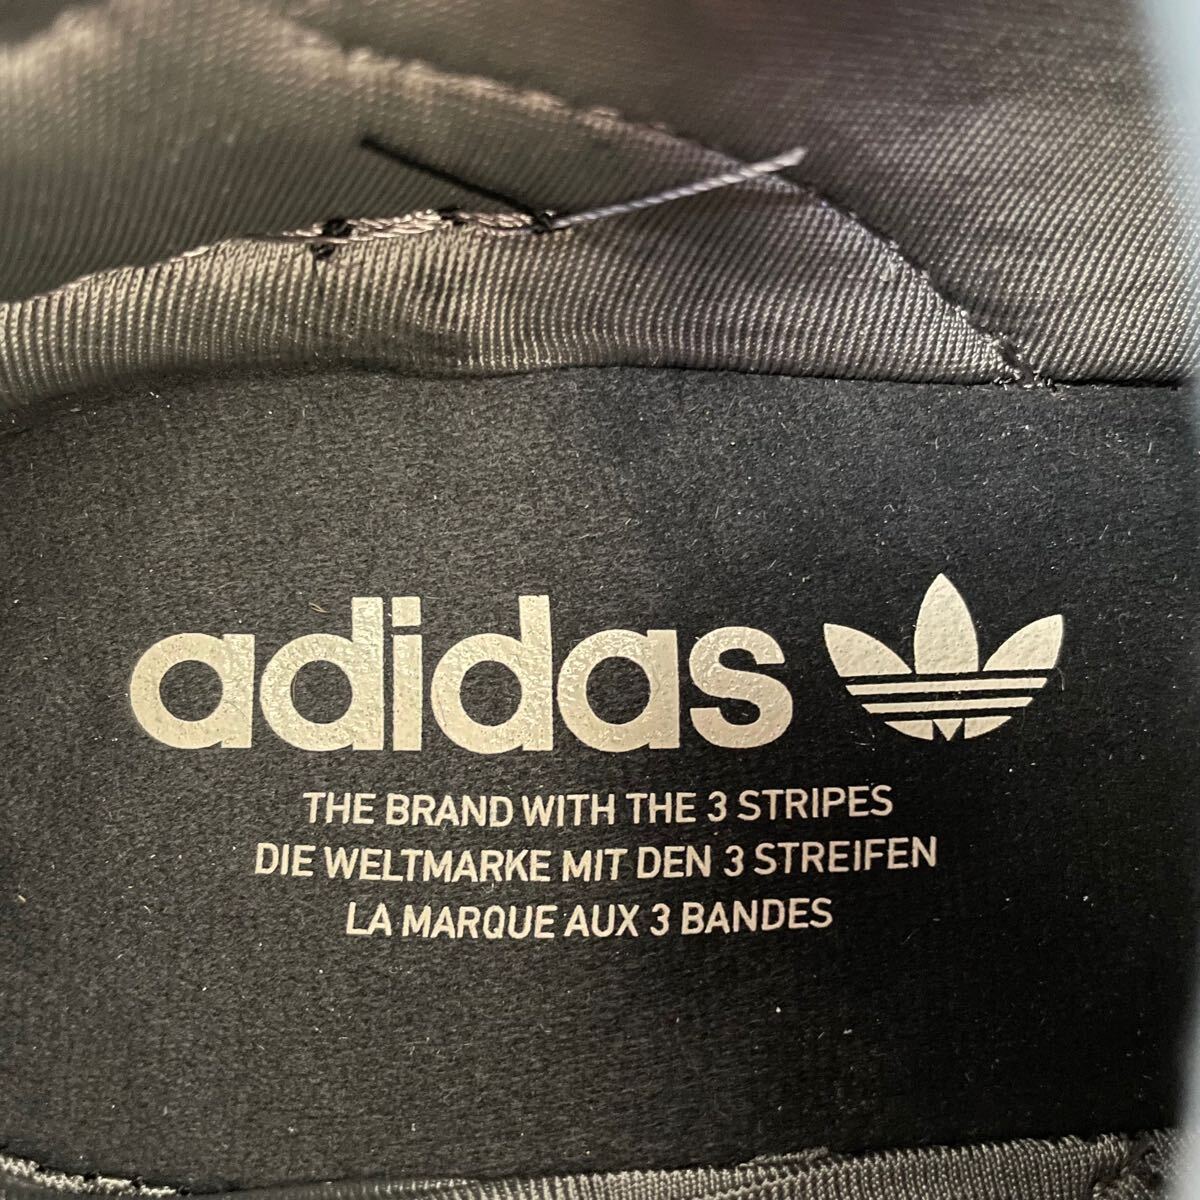 adidas
THE BRAND WITH THE 3 STRIPES
DIE WELTMARKE MIT DEN 3 STREIFEN
LA MARQUE AUX 3 BANDES